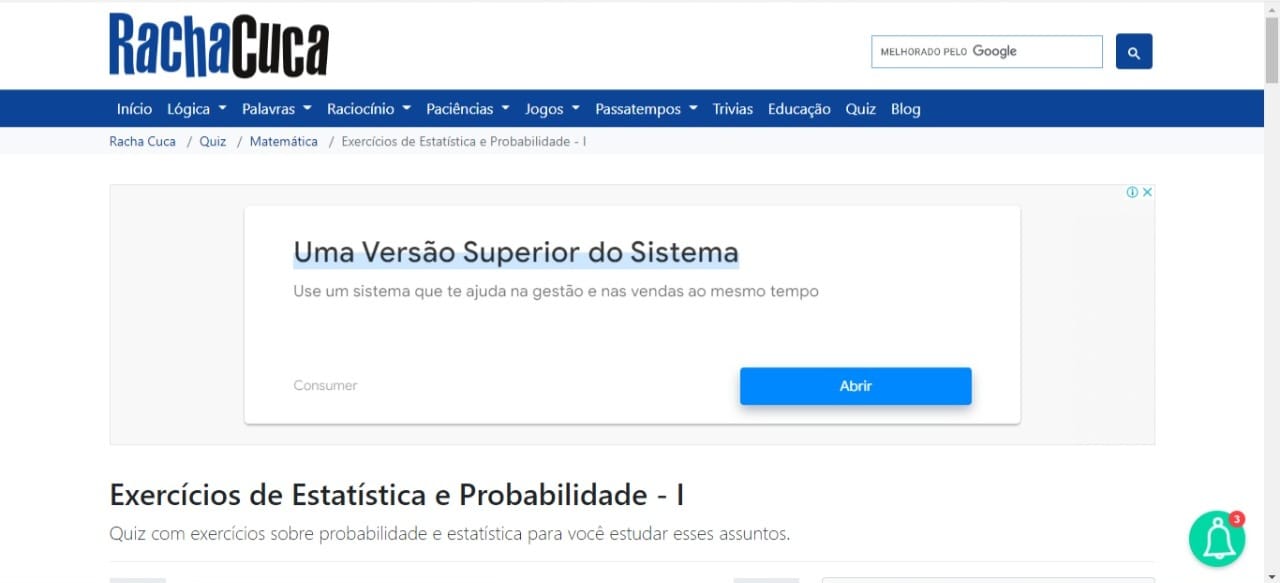 RachaCuca
MELHORADO PELO Google
Início Lógica Palavras Raciocínio Paciências Jogos Passatempos Trivias Educação Quiz Blog
Racha Cuca / Quiz / Matemática / Exercícios de Estatística e Probabilidade - I
Uma Versão Superior do Sistema
Use um sistema que te ajuda na gestão e nas vendas ao mesmo tempo
Consumer
Abrir
Exercícios de Estatística e Probabilidade - I
3
Quiz com exercícios sobre probabilidade e estatística para você estudar esses assuntos.